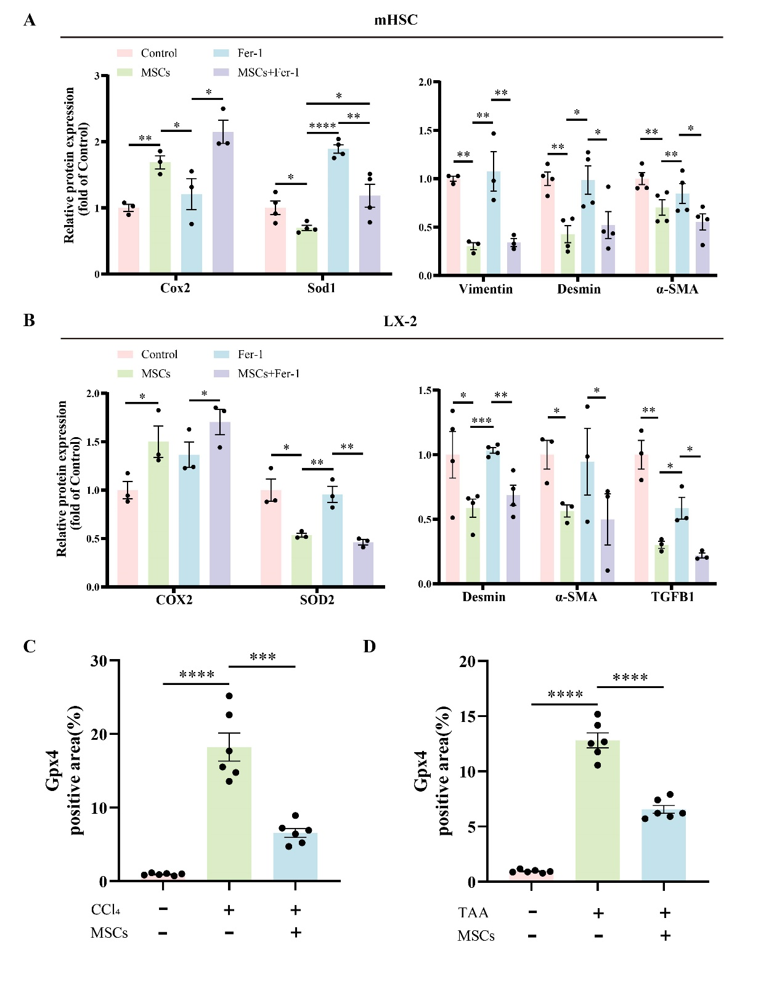 A
mHSC
Control
Fer-1
MSCs
MSCs+Fer-1
Relative protein expression
(fold of Control)
3
2
1
0
**
*
*
*
****
**
*
Cox2
Sod1
2.0
1.5
1.0
0.5
0.0
**
**
**
**
*
*
**
**
*
Vimentin
Desmin
α-SMA
B
LX-2
Control
Fer-1
MSCs
MSCs+Fer-1
Relative protein expression
(fold of Control)
2.0
1.5
1.0
0.5
0.0
*
*
*
**
**
COX2
SOD2
1.5
1.0
0.5
0.0
*
***
**
*
*
**
*
*
Desmin
α-SMA
TGFB1
C
Gpx4
positive area(%)
30
20
10
0
****
***
CCl₄
- + +
MSCs
- - +
D
Gpx4
positive area(%)
20
15
10
5
0
****
****
TAA
- + +
MSCs
- - +